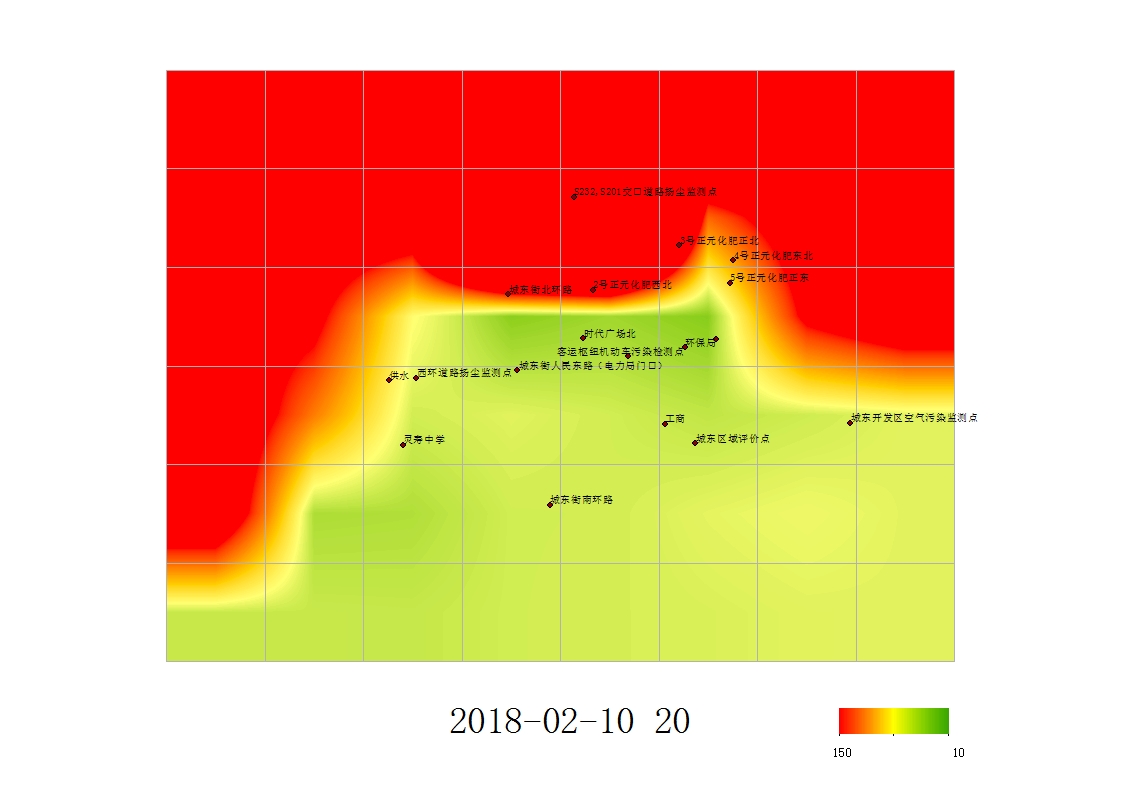 S232,S201交口道路扬尘监测点
3号正元化肥正北
4号正元化肥东北
5号正元化肥正东
2号正元化肥西北
城东街北环路
时代广场北
环保局
客运枢纽机动车污染检测点
城东街人民东路（电力局门口）
供水
西环道路扬尘监测点
工商
城东开发区空气污染监测点
灵寿中学
城东区域评价点
城东街南环路
2018-02-10 20
150
10